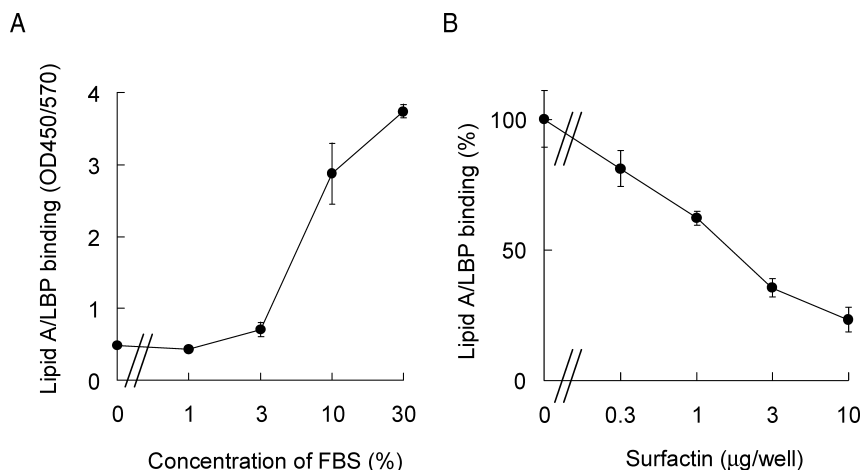 A
Lipid A/LBP binding (OD450/570)
4
3
2
1
0
0 1 3 10 30
Concentration of FBS (%)
B
Lipid A/LBP binding (%)
100
50
0
0 0.3 1 3 10
Surfactin (μg/well)